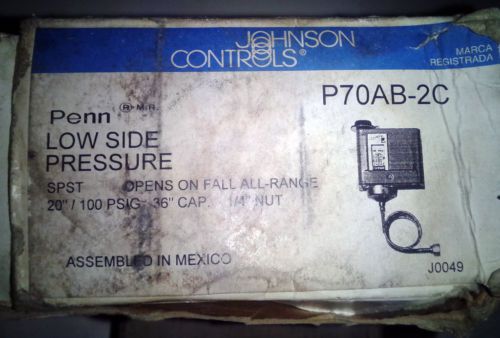 JOHNSON
CONTROLS®
MARCA
REGISTRADA
Penn ® M.R.
P70AB-2C
LOW SIDE
PRESSURE
SPST OPENS ON FALL ALL-RANGE
20" / 100 PSIG 36" CAP. 1/4" NUT
ASSEMBLED IN MEXICO
J0049